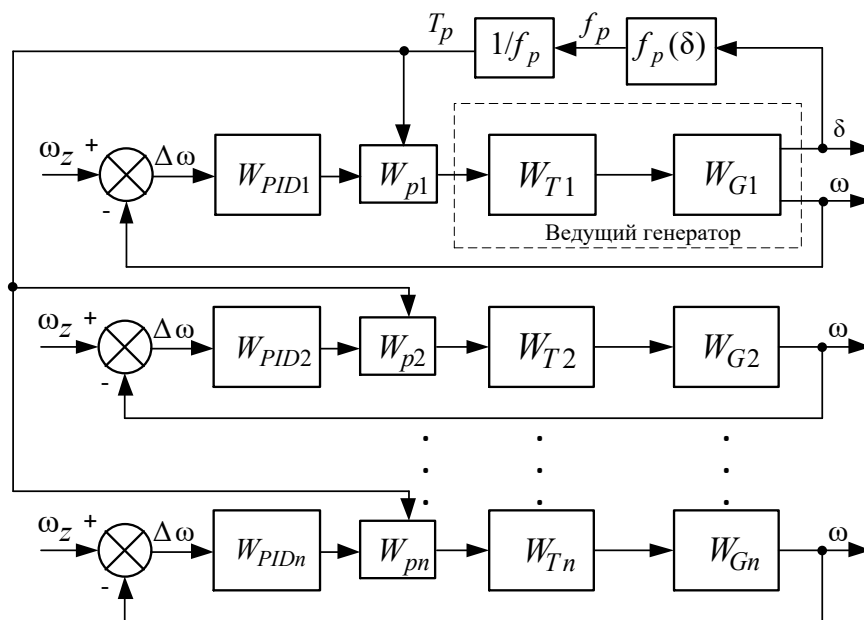 T_p 1/f_p f_p f_p(δ)
ω_z + Δω W_PID1 W_p1 W_T1 W_G1 δ
- ω
Ведущий генератор
ω_z + Δω W_PID2 W_p2 W_T2 W_G2 ω
-
ω_z + Δω W_PIDn W_pn W_Tn W_Gn ω
-